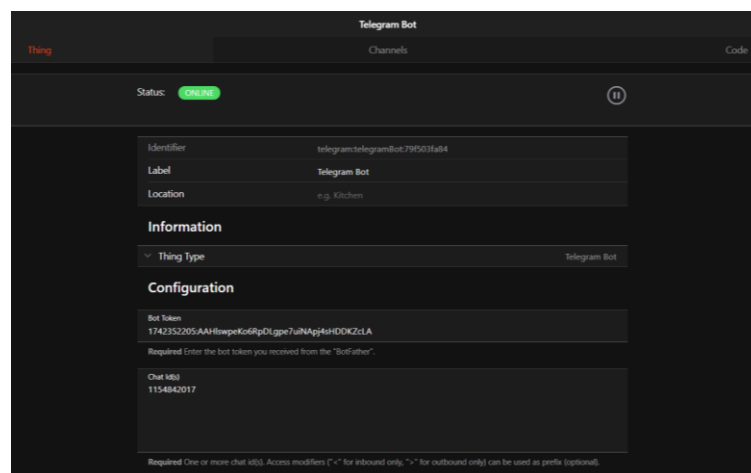 Telegram Bot
Thing Channels Code
Status: ONLINE
Identifier telegram:telegramBot:79f503fa84
Label Telegram Bot
Location e.g. Kitchen
Information
Thing Type Telegram Bot
Configuration
Bot Token
1742352205:AAHlswpeKo6RpDLgpe7uiNApj4sHDDKZcLA
Required Enter the bot token you received from the "BotFather".
Chat Id(s)
1154842017
Required One or more chat id(s). Access modifiers ("<" for inbound only, ">" for outbound only) can be used as prefix (optional).